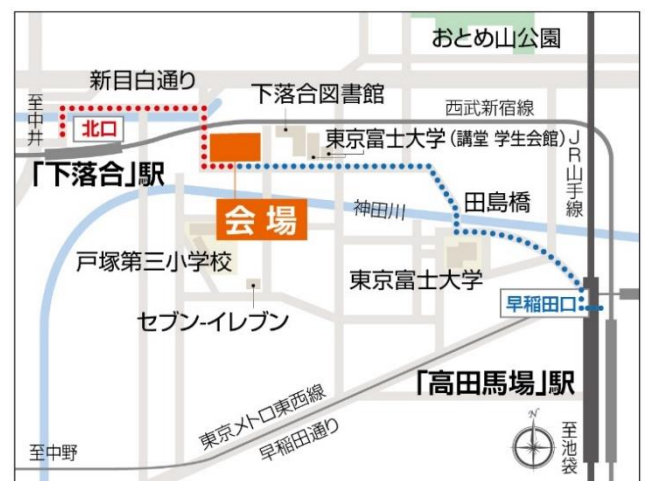 おとめ山公園
新目白通り
下落合図書館
西武新宿線
至中井
北口
東京富士大学(講堂 学生会館)
JR山手線
「下落合」駅
会場
神田川
田島橋
戸塚第三小学校
東京富士大学
セブン-イレブン
早稲田口
「高田馬場」駅
東京メトロ東西線
早稲田通り
N
至中野
至池袋